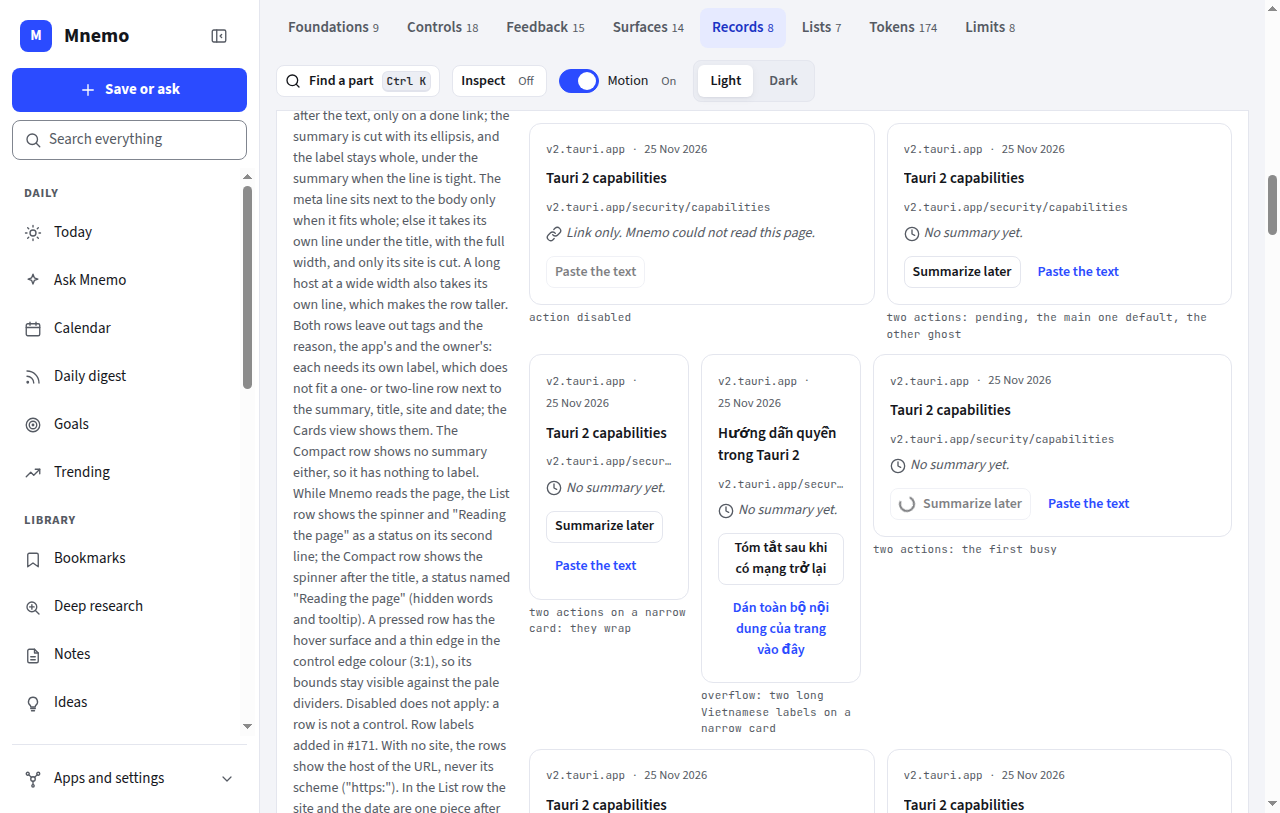 M Mnemo
Save or ask
Search everything
DAILY
Today
Ask Mnemo
Calendar
Daily digest
Goals
Trending
LIBRARY
Bookmarks
Deep research
Notes
Ideas
Apps and settings
Foundations 9
Controls 18
Feedback 15
Surfaces 14
Records 8
Lists 7
Tokens 174
Limits 8
Find a part Ctrl K
Inspect Off
Motion On
Light
Dark
after the text, only on a done link; the
summary is cut with its ellipsis, and
the label stays whole, under the
summary when the line is tight. The
meta line sits next to the body only
when it fits whole; else it takes its
own line under the title, with the full
width, and only its site is cut. A long
host at a wide width also takes its
own line, which makes the row taller.
Both rows leave out tags and the
reason, the app's and the owner's:
each needs its own label, which does
not fit a one- or two-line row next to
the summary, title, site and date; the
Cards view shows them. The
Compact row shows no summary
either, so it has nothing to label.
While Mnemo reads the page, the List
row shows the spinner and "Reading
the page" as a status on its second
line; the Compact row shows the
spinner after the title, a status named
"Reading the page" (hidden words
and tooltip). A pressed row has the
hover surface and a thin edge in the
control edge colour (3:1), so its
bounds stay visible against the pale
dividers. Disabled does not apply: a
row is not a control. Row labels
added in #171. With no site, the rows
show the host of the URL, never its
scheme ("https:"). In the List row the
site and the date are one piece after
v2.tauri.app · 25 Nov 2026
Tauri 2 capabilities
v2.tauri.app/security/capabilities
Link only. Mnemo could not read this page.
Paste the text
action disabled
v2.tauri.app · 25 Nov 2026
Tauri 2 capabilities
v2.tauri.app/security/capabilities
No summary yet.
Summarize later
Paste the text
two actions: pending, the main one default, the
other ghost
v2.tauri.app ·
25 Nov 2026
Tauri 2 capabilities
v2.tauri.app/secur…
No summary yet.
Summarize later
Paste the text
two actions on a narrow
card: they wrap
v2.tauri.app ·
25 Nov 2026
Hướng dẫn quyền
trong Tauri 2
v2.tauri.app/secur…
No summary yet.
Tóm tắt sau khi
có mạng trở lại
Dán toàn bộ nội
dung của trang
vào đây
overflow: two long
Vietnamese labels on a
narrow card
v2.tauri.app · 25 Nov 2026
Tauri 2 capabilities
v2.tauri.app/security/capabilities
No summary yet.
Summarize later
Paste the text
two actions: the first busy
v2.tauri.app · 25 Nov 2026
Tauri 2 capabilities
v2.tauri.app · 25 Nov 2026
Tauri 2 capabilities